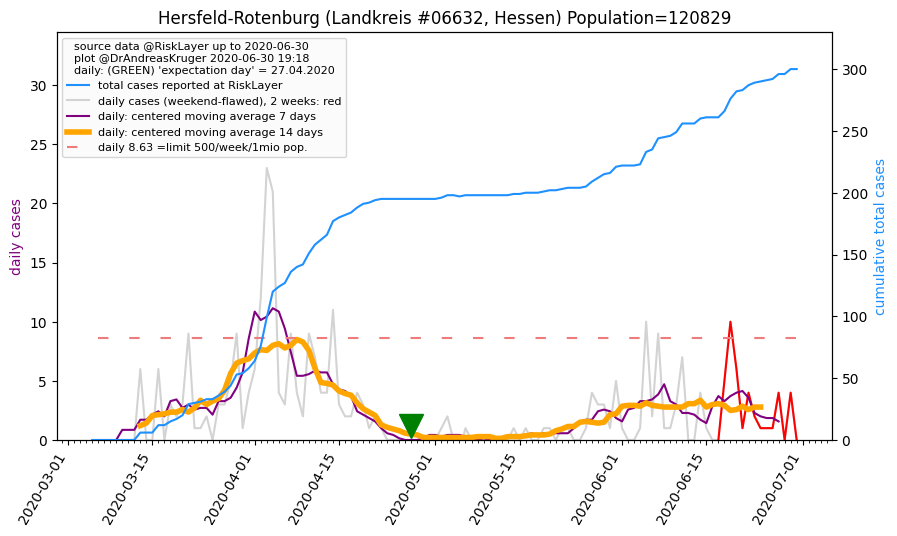 Hersfeld-Rotenburg (Landkreis #06632, Hessen) Population=120829
source data @RiskLayer up to 2020-06-30
plot @DrAndreasKruger 2020-06-30 19:18
daily: (GREEN) 'expectation day' = 27.04.2020
total cases reported at RiskLayer
daily cases (weekend-flawed), 2 weeks: red
daily: centered moving average 7 days
daily: centered moving average 14 days
daily 8.63 =limit 500/week/1mio pop.
daily cases
30
25
20
15
10
5
0
cumulative total cases
300
250
200
150
100
50
0
2020-03-01
2020-03-15
2020-04-01
2020-04-15
2020-05-01
2020-05-15
2020-06-01
2020-06-15
2020-07-01